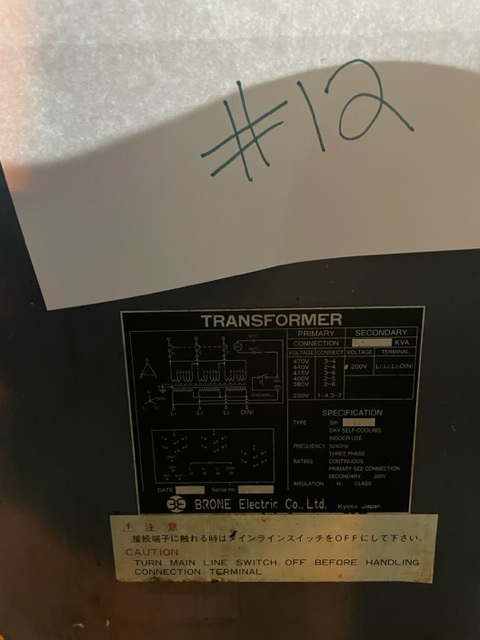 #12
TRANSFORMER
PRIMARY SECONDARY
CONNECTION KVA
VOLTAGE CONNECT VOLTAGE TERMINAL
470V 3-4
440V 2-4 200V
415V 3-6
400V 2-5
380V
230V 1-4,3-7
SPECIFICATION
TYPE
DRY SELF-COOLING
INDOOR USE
FREQUENCY 50/60Hz
THREE PHASE
RATING CONTINUOUS
PRIMARY SEE CONNECTION
SECONDARY 200V
INSULATION H CLASS
DATE Serial no.
BRONE Electric Co., Ltd. Kyoto Japan
注意
接続端子に触れる時はメインラインスイッチをOFFにして下さい。
CAUTION
TURN MAIN LINE SWITCH OFF BEFORE HANDLING
CONNECTION TERMINAL